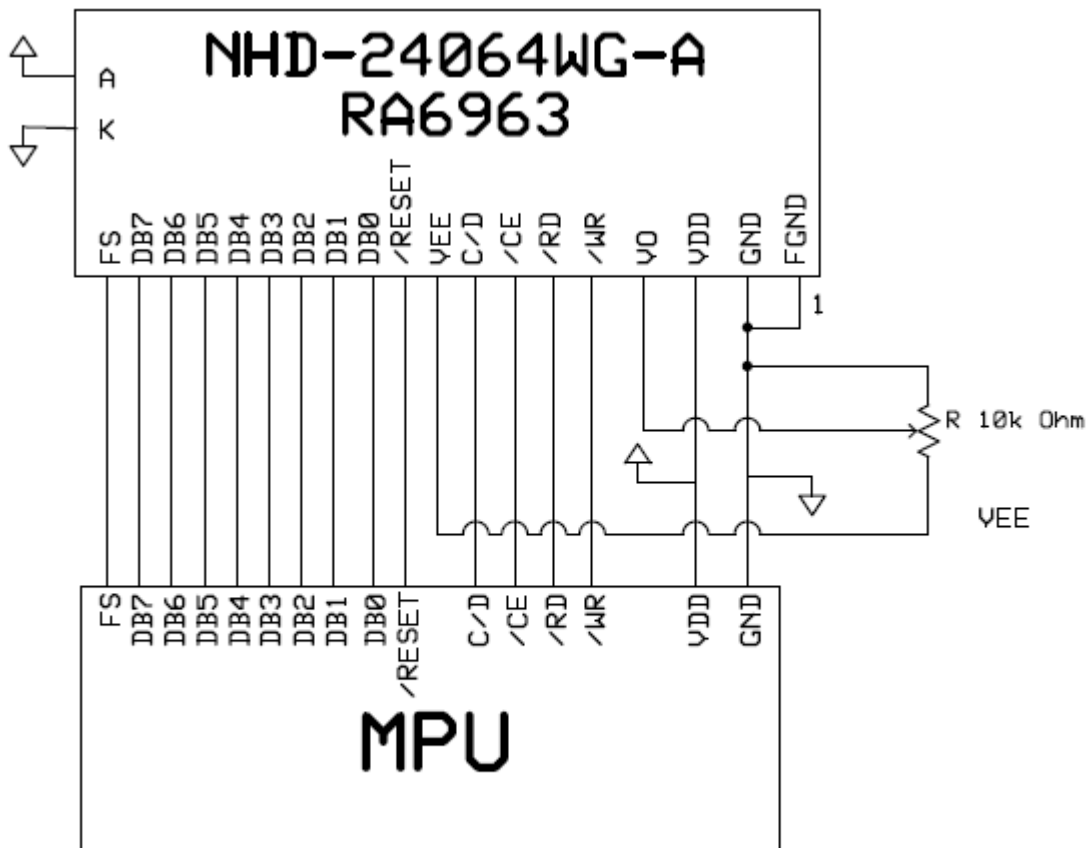 NHD-24064WG-A
RA6963
A
K
FS DB7 DB6 DB5 DB4 DB3 DB2 DB1 DB0 /RESET VEE C/D /CE /RD /WR VO VDD GND FGND
1
R 10k Ohm
VEE
FS DB7 DB6 DB5 DB4 DB3 DB2 DB1 DB0 /RESET C/D /CE /RD /WR VDD GND
MPU